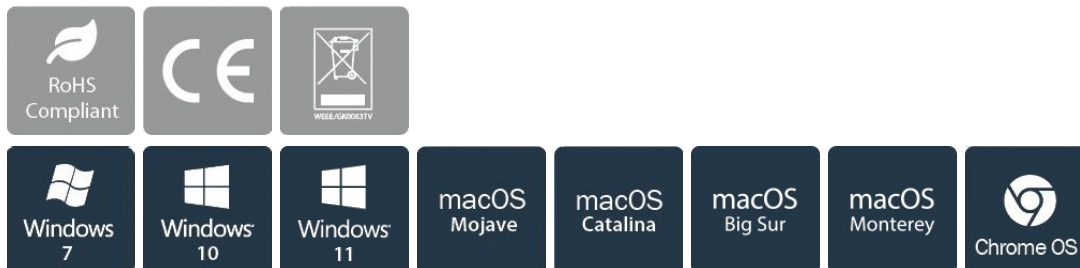 RoHS
Compliant
CE
WEEE/GK0063TV
Windows
7
Windows
10
Windows
11
macOS
Mojave
macOS
Catalina
macOS
Big Sur
macOS
Monterey
Chrome OS